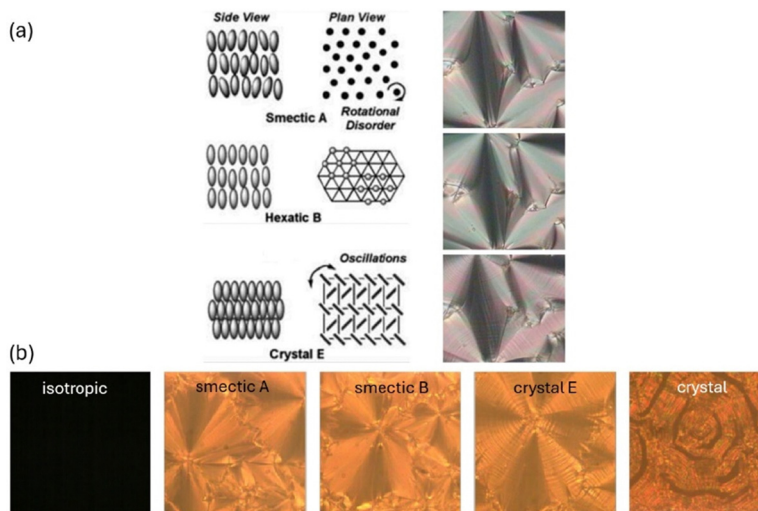 (a)
Side View Plan View
Smectic A
Rotational
Disorder
Hexatic B
Oscillations
Crystal E
(b)
isotropic smectic A smectic B crystal E crystal